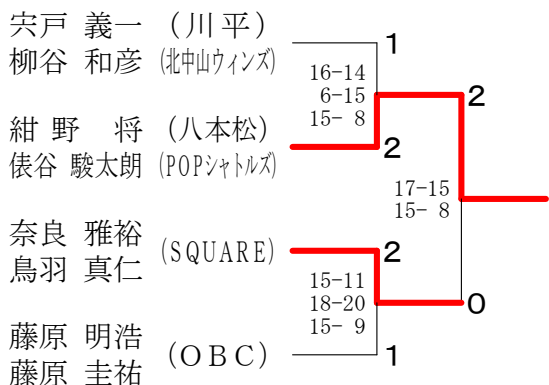 宍戸 義一 (川平)
柳谷 和彦 (北中山ウィンズ)
1
16-14
6-15
15- 8
2
紺野 将 (八本松)
俵谷 駿太朗 (POPシャトルズ)
2
17-15
15- 8
奈良 雅裕
鳥羽 真仁
(SQUARE)
2
15-11
18-20
15- 9
0
藤原 明浩
藤原 圭祐
(OBC)
1